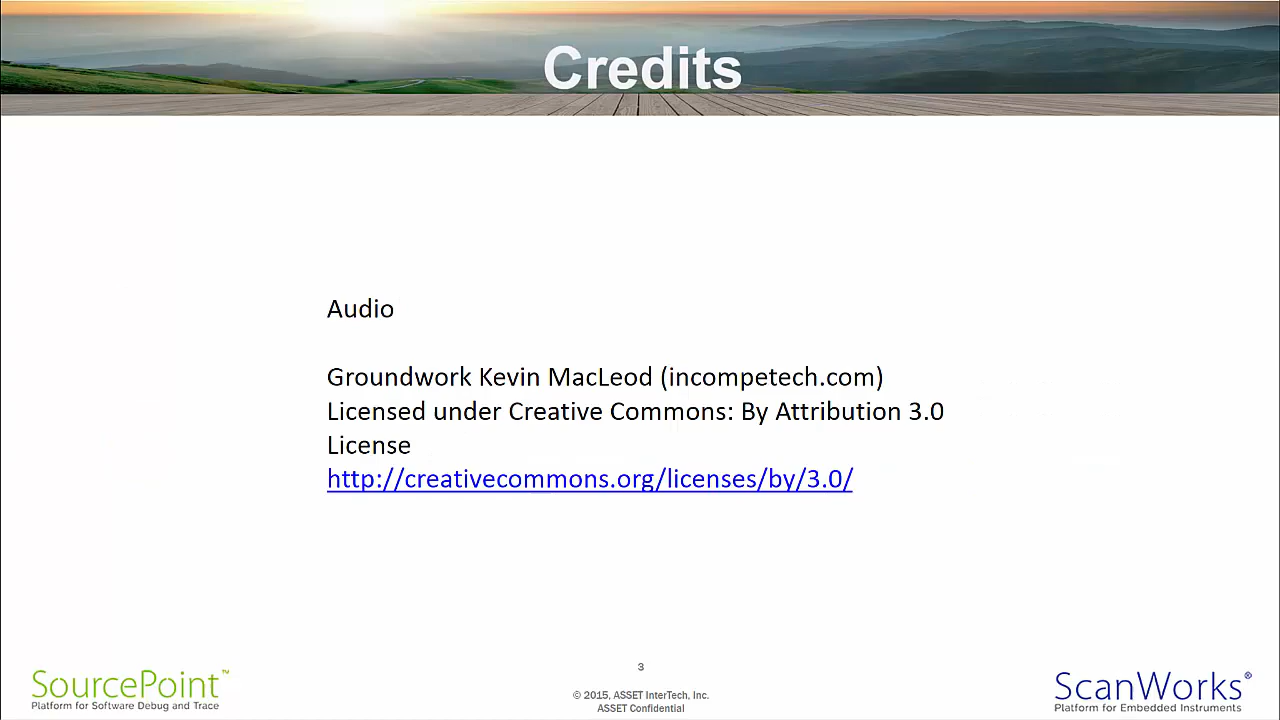 Credits
Audio
Groundwork Kevin MacLeod (incompetech.com)
Licensed under Creative Commons: By Attribution 3.0
License
http://creativecommons.org/licenses/by/3.0/
3
SourcePoint™
Platform for Software Debug and Trace
© 2015, ASSET InterTech, Inc.
ASSET Confidential
ScanWorks®
Platform for Embedded Instruments